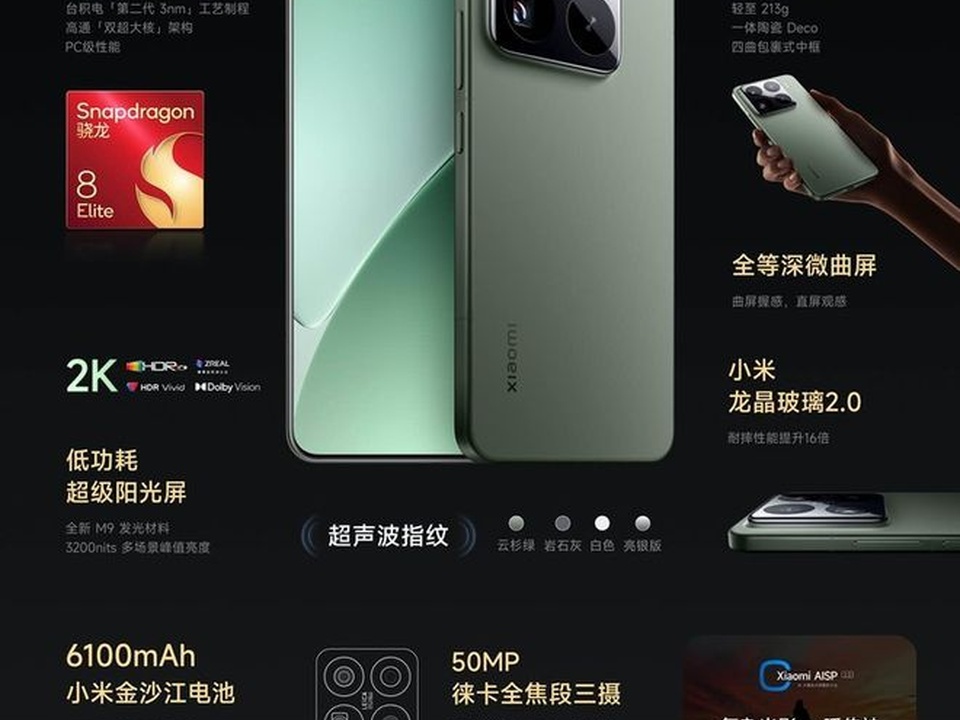 台积电「第二代 3nm」工艺制程
高通「双超大核」架构
PC级性能
Snapdragon
骁龙
8
Elite
2K
HDR
ZREAL
HDR Vivid
Dolby Vision
低功耗
超级阳光屏
全新 M9 发光材料
3200nits 多场景峰值亮度
xiaomi
超声波指纹
云杉绿
岩石灰
白色
亮银版
轻至 213g
一体陶瓷 Deco
四曲包裹式中框
全等深微曲屏
曲屏握感，直屏观感
小米
龙晶玻璃2.0
耐摔性能提升16倍
6100mAh
小米金沙江电池
50MP
徕卡全焦段三摄
Xiaomi AISP